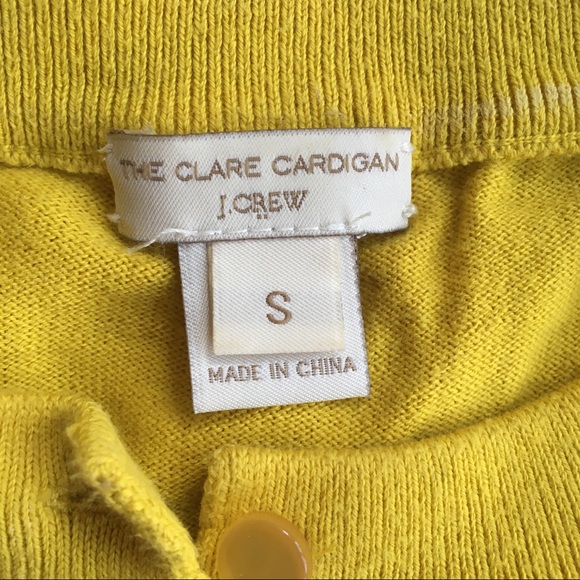 THE CLARE CARDIGAN
J.CREW
S
MADE IN CHINA